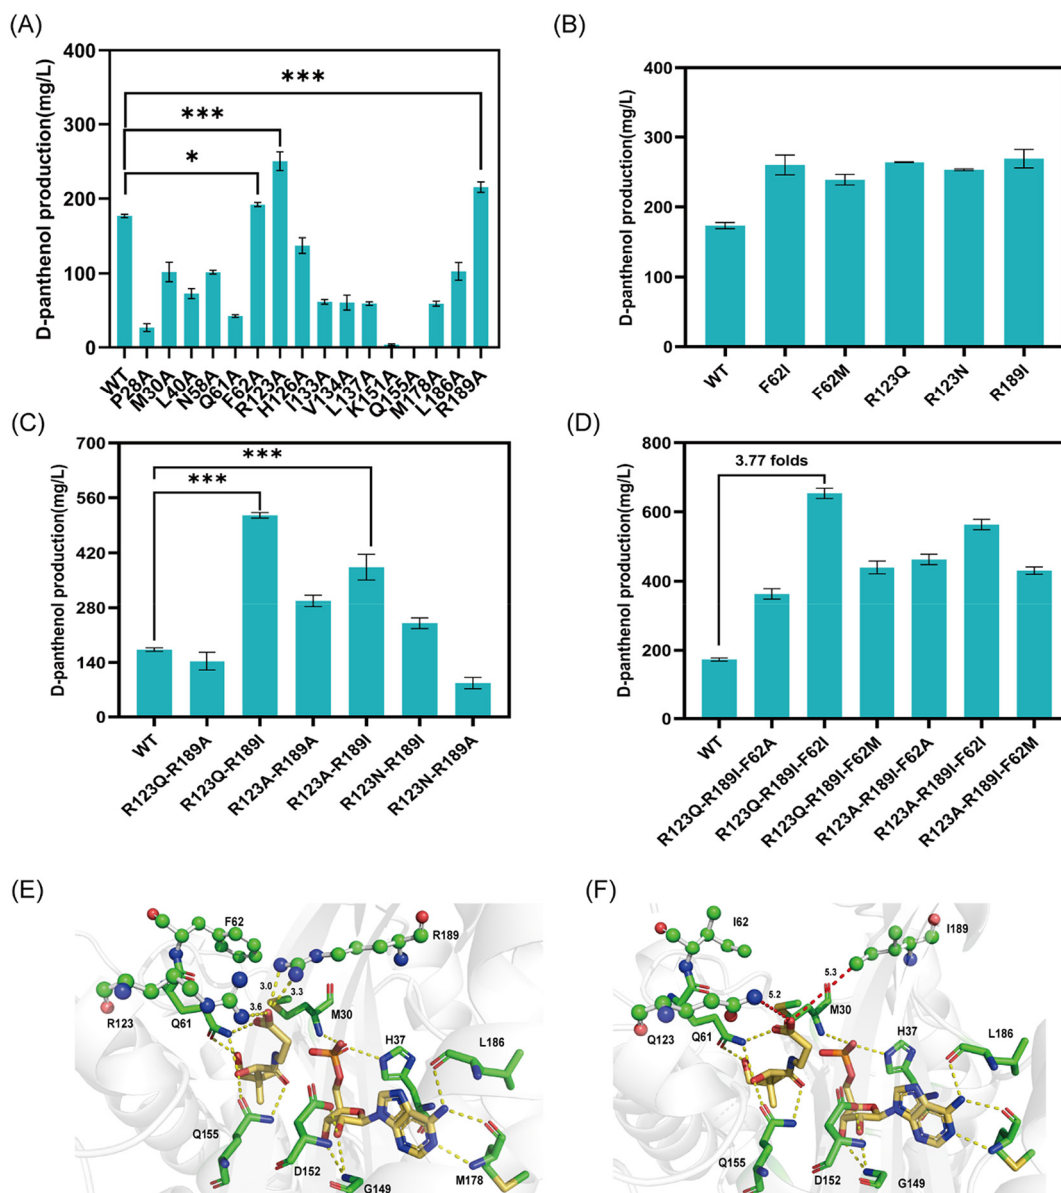 (A)
D-panthenol production(mg/L)
400
300
200
100
0
***
***
*
WT
P28A
M30A
L40A
N58A
Q61A
F62A
R123A
H126A
I133A
V134A
L137A
K151A
Q155A
M178A
L186A
R189A
(B)
D-panthenol production(mg/L)
400
300
200
100
0
WT
F62I
F62M
R123Q
R123N
R189I
(C)
D-panthenol production(mg/L)
700
560
420
280
140
0
***
***
WT
R123Q-R189A
R123Q-R189I
R123A-R189A
R123A-R189I
R123N-R189I
R123N-R189A
(D)
D-panthenol production(mg/L)
800
600
400
200
0
3.77 folds
WT
R123Q-R189I-F62A
R123Q-R189I-F62I
R123Q-R189I-F62M
R123A-R189I-F62A
R123A-R189I-F62I
R123A-R189I-F62M
(E)
F62
R189
3.0
3.3
3.6
R123
Q61
M30
H37
L186
Q155
D152
G149
M178
(F)
I62
I189
5.3
5.2
M30
Q123
Q61
H37
L186
Q155
D152
G149
M178